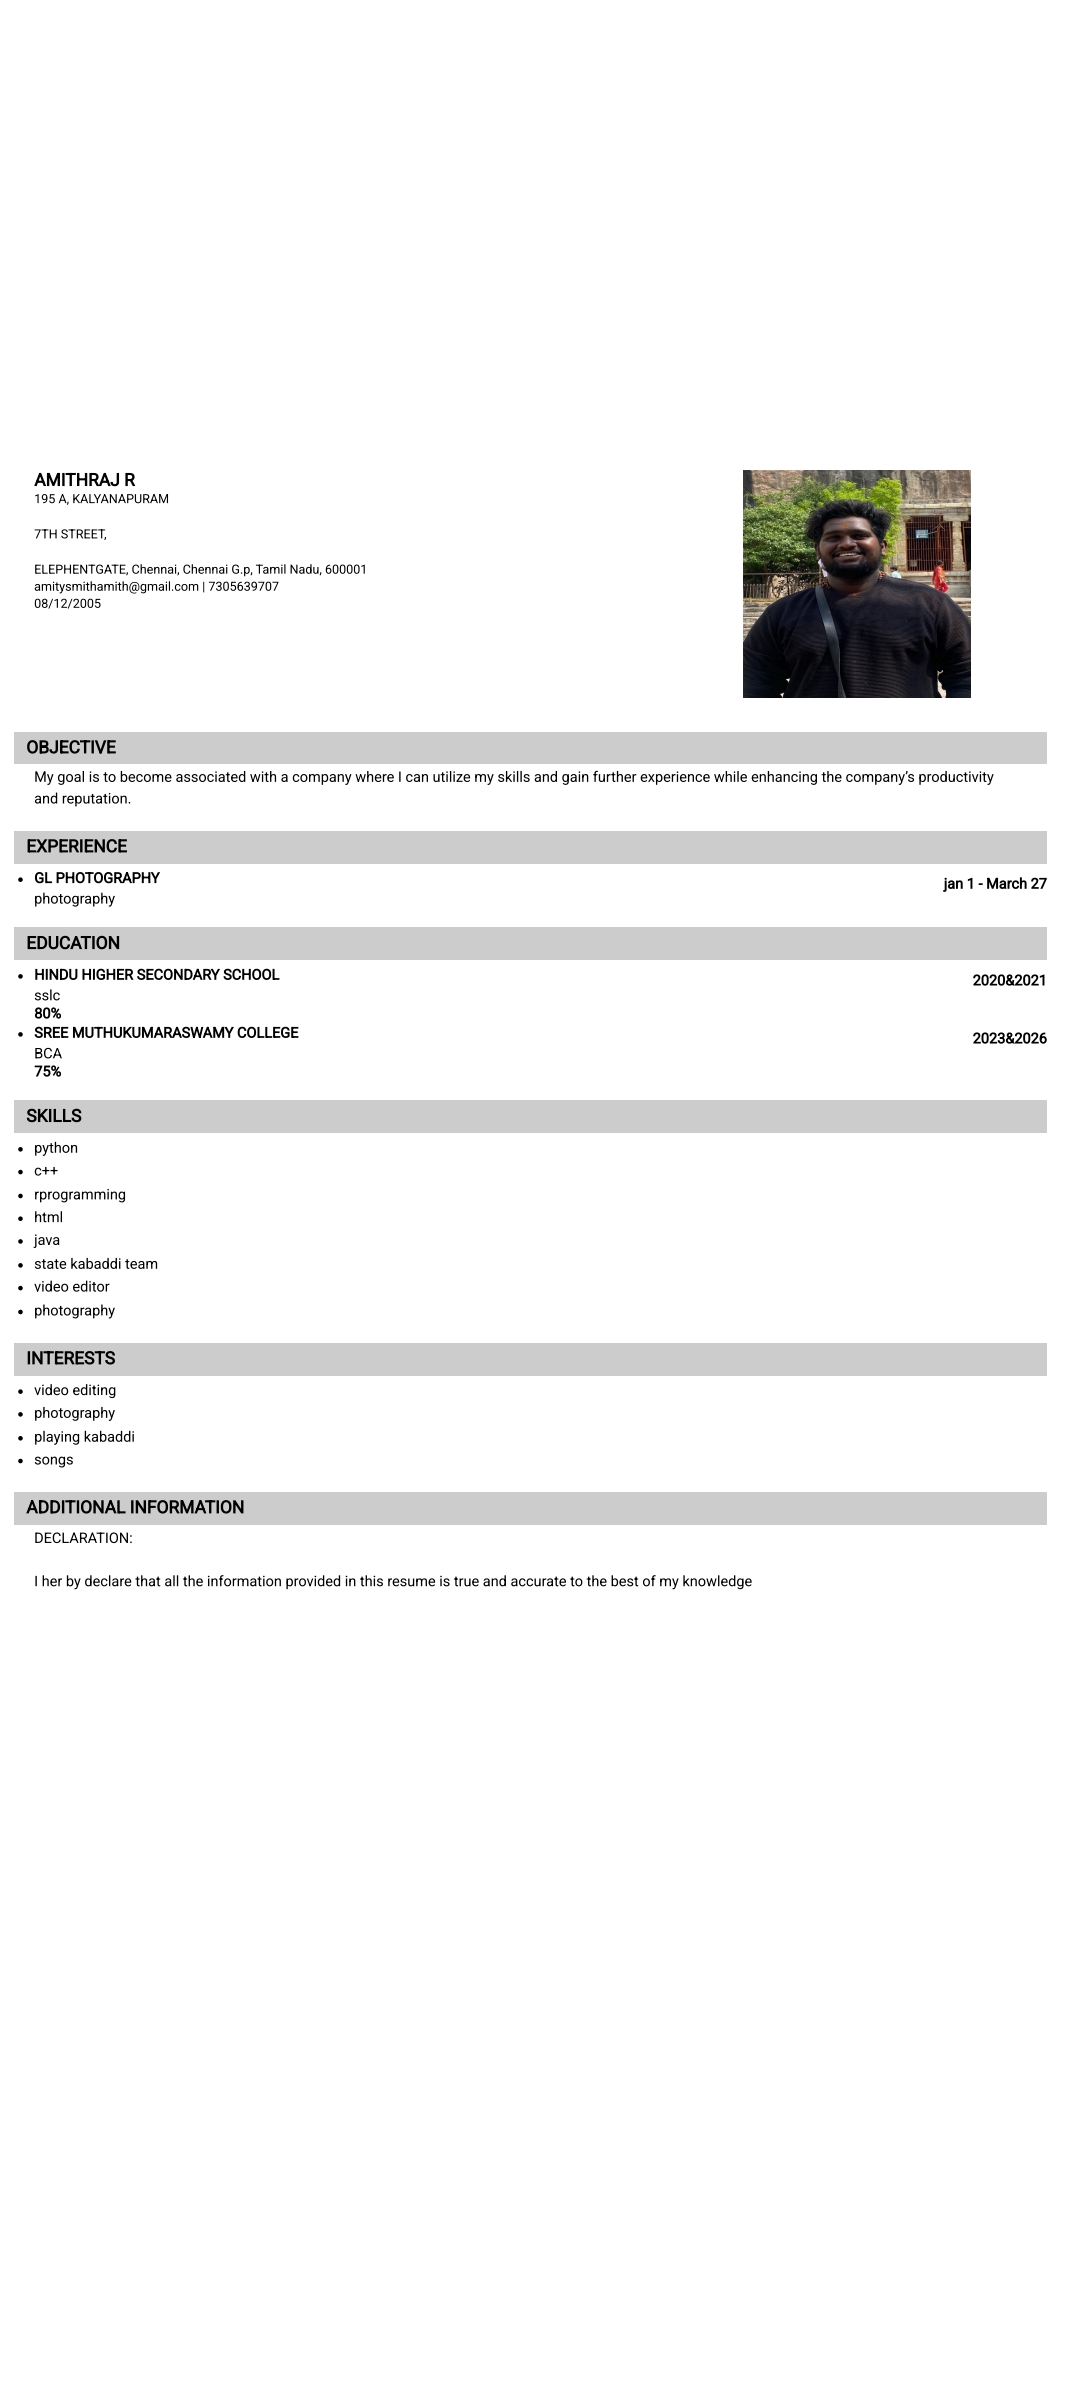 AMITHRAJ R
195 A, KALYANAPURAM
7TH STREET,
ELEPHENTGATE, Chennai, Chennai G.p, Tamil Nadu, 600001
amitysmithamith@gmail.com | 7305639707
08/12/2005
OBJECTIVE
My goal is to become associated with a company where I can utilize my skills and gain further experience while enhancing the company’s productivity
and reputation.
EXPERIENCE
• GL PHOTOGRAPHY
jan 1 - March 27
photography
EDUCATION
• HINDU HIGHER SECONDARY SCHOOL
2020&2021
sslc
80%
• SREE MUTHUKUMARASWAMY COLLEGE
2023&2026
BCA
75%
SKILLS
• python
• c++
• rprogramming
• html
• java
• state kabaddi team
• video editor
• photography
INTERESTS
• video editing
• photography
• playing kabaddi
• songs
ADDITIONAL INFORMATION
DECLARATION:
I her by declare that all the information provided in this resume is true and accurate to the best of my knowledge